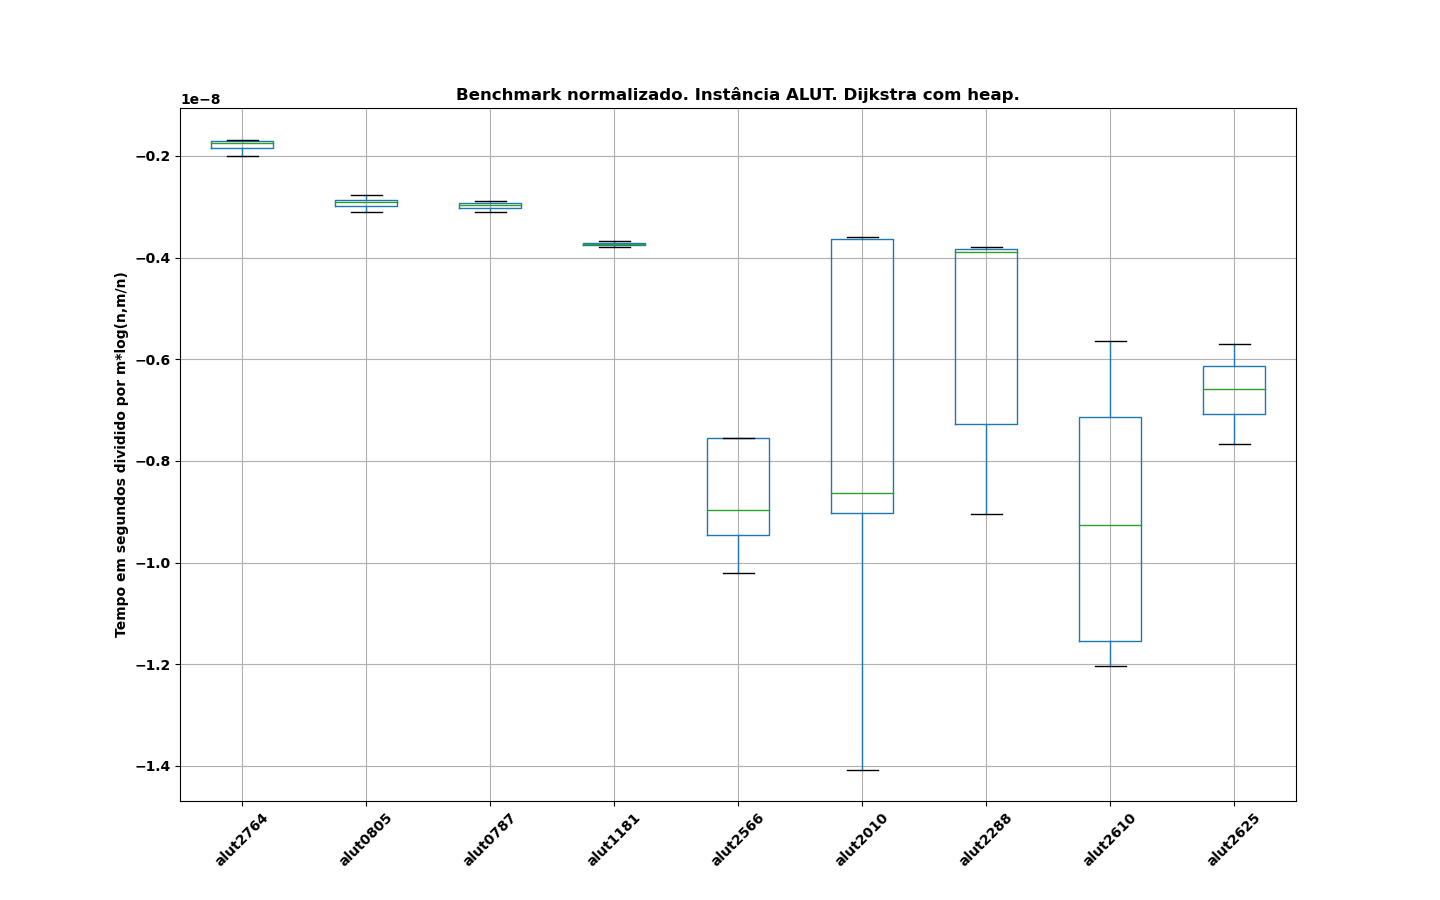 Benchmark normalizado. Instância ALUT. Dijkstra com heap.
1e−8
Tempo em segundos dividido por m*log(n,m/n)
−0.2
−0.4
−0.6
−0.8
−1.0
−1.2
−1.4
alut2764
alut0805
alut0787
alut1181
alut2566
alut2010
alut2288
alut2610
alut2625